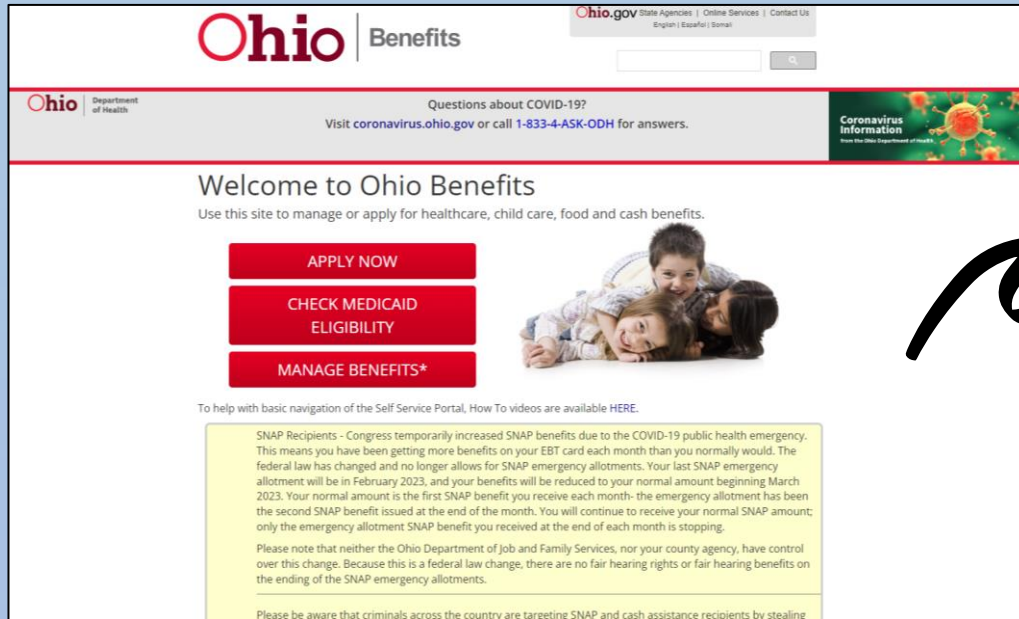 Ohio Benefits
Ohio.gov State Agencies | Online Services | Contact Us
English | Español | Somali
Ohio Department
of Health
Questions about COVID-19?
Visit coronavirus.ohio.gov or call 1-833-4-ASK-ODH for answers.
Coronavirus
Information
from the Ohio Department of Health
Welcome to Ohio Benefits
Use this site to manage or apply for healthcare, child care, food and cash benefits.
APPLY NOW
CHECK MEDICAID
ELIGIBILITY
MANAGE BENEFITS*
To help with basic navigation of the Self Service Portal, How To videos are available HERE.
SNAP Recipients - Congress temporarily increased SNAP benefits due to the COVID-19 public health emergency.
This means you have been getting more benefits on your EBT card each month than you normally would. The
federal law has changed and no longer allows for SNAP emergency allotments. Your last SNAP emergency
allotment will be in February 2023, and your benefits will be reduced to your normal amount beginning March
2023. Your normal amount is the first SNAP benefit you receive each month- the emergency allotment has been
the second SNAP benefit issued at the end of the month. You will continue to receive your normal SNAP amount;
only the emergency allotment SNAP benefit you received at the end of each month is stopping.
Please note that neither the Ohio Department of Job and Family Services, nor your county agency, have control
over this change. Because this is a federal law change, there are no fair hearing rights or fair hearing benefits on
the ending of the SNAP emergency allotments.
Please be aware that criminals across the country are targeting SNAP and cash assistance recipients by stealing